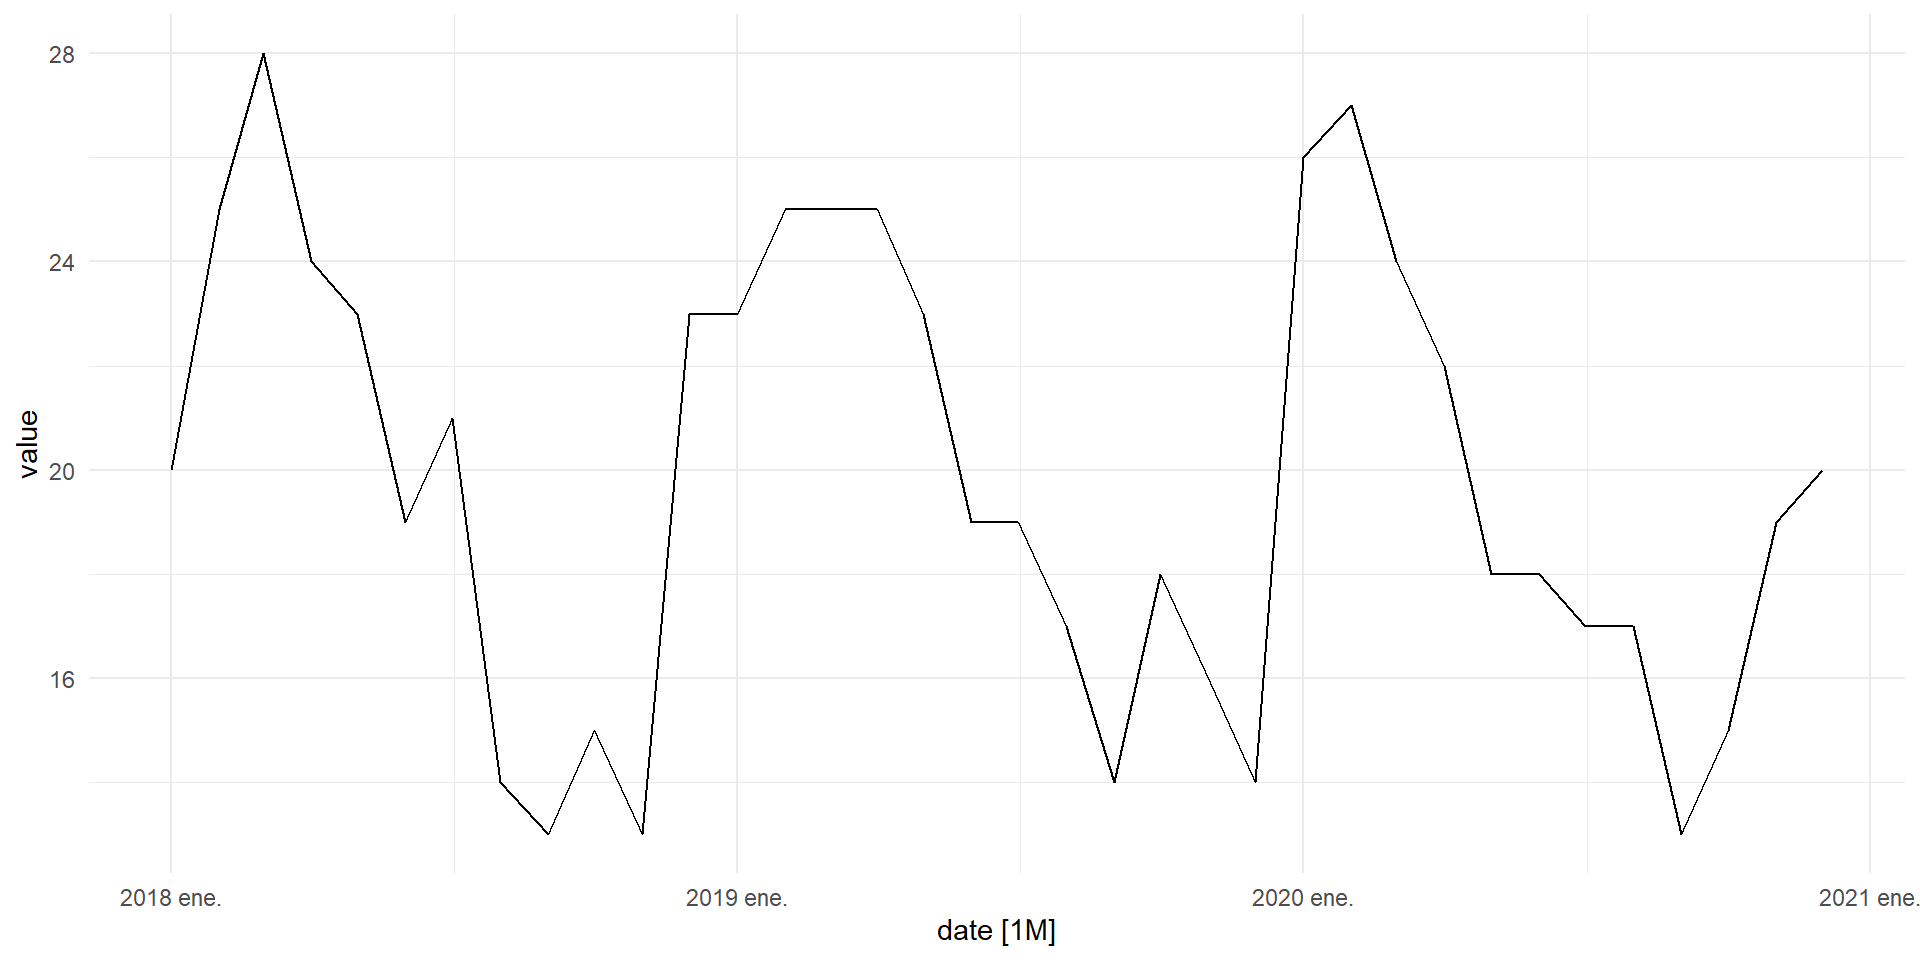 28
24
20
16
value
2018 ene.
2019 ene.
2020 ene.
2021 ene.
date [1M]